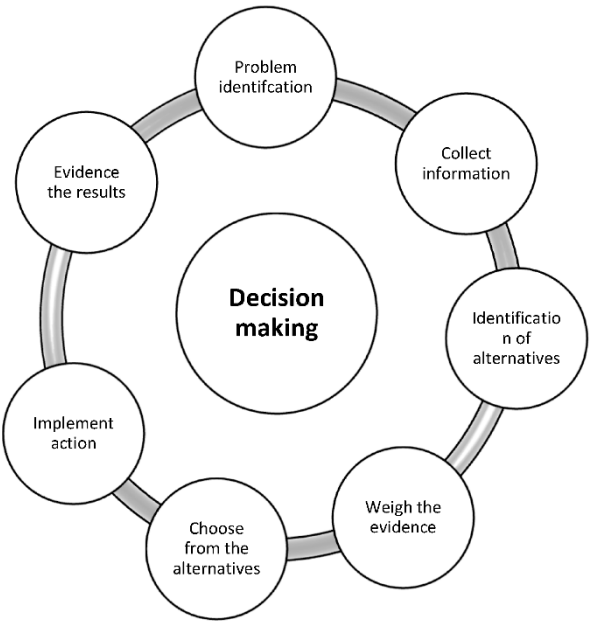 Problem
identifcation
Collect
information
Identificatio
n of
alternatives
Weigh the
evidence
Choose
from the
alternatives
Implement
action
Evidence
the results
Decision
making